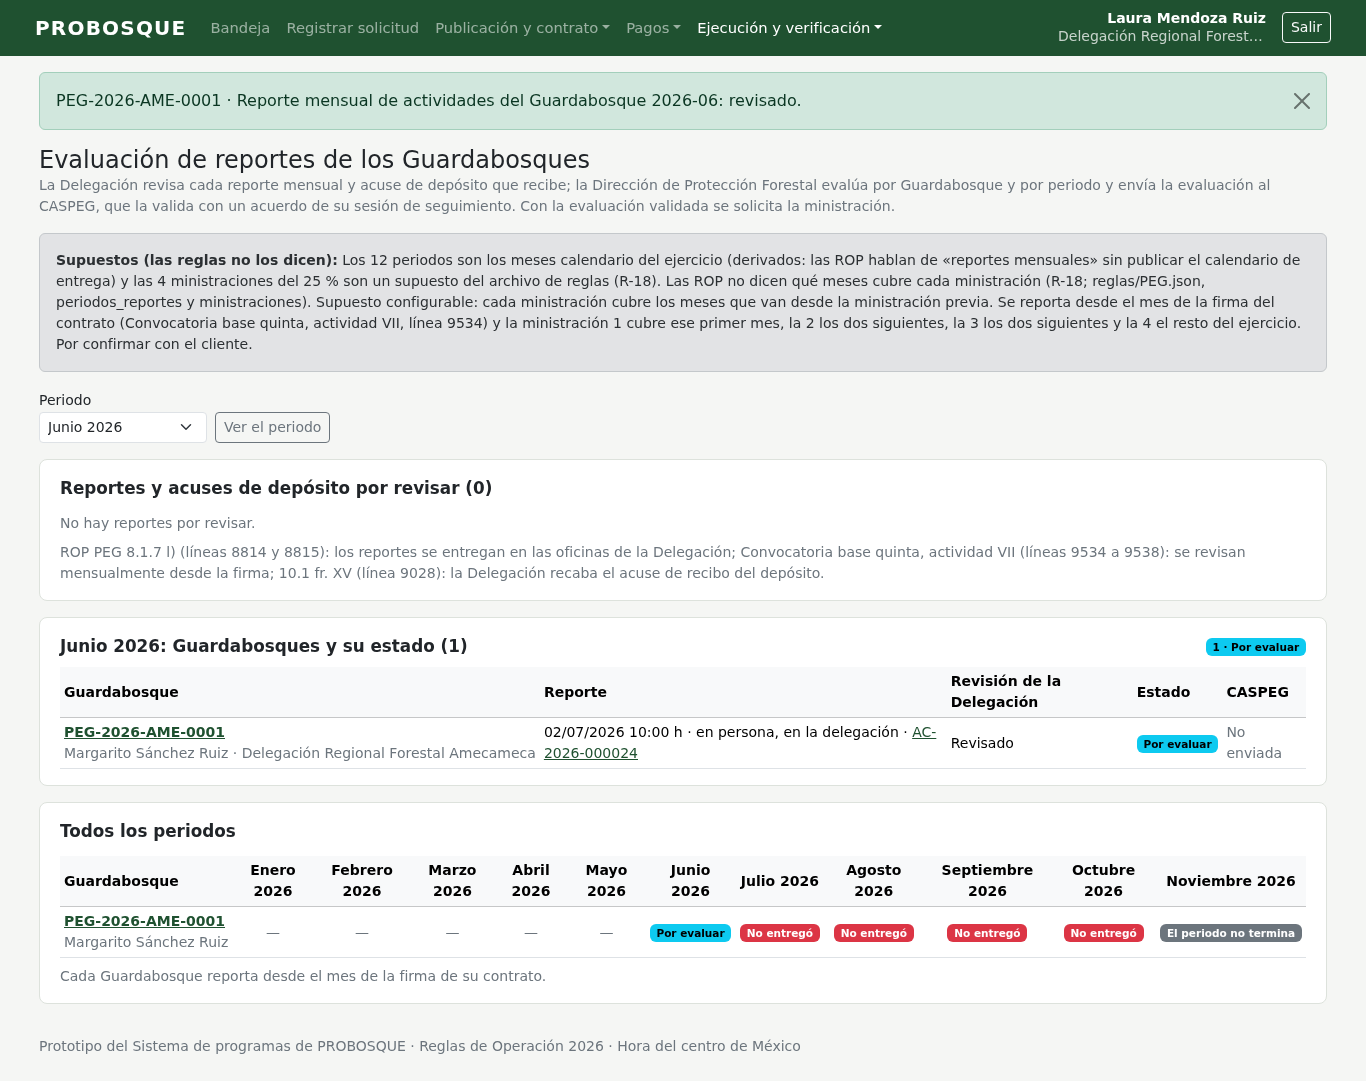 PROBOSQUE
Bandeja
Registrar solicitud
Publicación y contrato
Pagos
Ejecución y verificación
Laura Mendoza Ruiz
Delegación Regional Forest...
Salir
PEG-2026-AME-0001 · Reporte mensual de actividades del Guardabosque 2026-06: revisado.
Evaluación de reportes de los Guardabosques
La Delegación revisa cada reporte mensual y acuse de depósito que recibe; la Dirección de Protección Forestal evalúa por Guardabosque y por periodo y envía la evaluación al
CASPEG, que la valida con un acuerdo de su sesión de seguimiento. Con la evaluación validada se solicita la ministración.
Supuestos (las reglas no los dicen): Los 12 periodos son los meses calendario del ejercicio (derivados: las ROP hablan de «reportes mensuales» sin publicar el calendario de
entrega) y las 4 ministraciones del 25 % son un supuesto del archivo de reglas (R-18). Las ROP no dicen qué meses cubre cada ministración (R-18; reglas/PEG.json,
periodos_reportes y ministraciones). Supuesto configurable: cada ministración cubre los meses que van desde la ministración previa. Se reporta desde el mes de la firma del
contrato (Convocatoria base quinta, actividad VII, línea 9534) y la ministración 1 cubre ese primer mes, la 2 los dos siguientes, la 3 los dos siguientes y la 4 el resto del ejercicio.
Por confirmar con el cliente.
Periodo
Junio 2026
Ver el periodo
Reportes y acuses de depósito por revisar (0)
No hay reportes por revisar.
ROP PEG 8.1.7 l) (líneas 8814 y 8815): los reportes se entregan en las oficinas de la Delegación; Convocatoria base quinta, actividad VII (líneas 9534 a 9538): se revisan
mensualmente desde la firma; 10.1 fr. XV (línea 9028): la Delegación recaba el acuse de recibo del depósito.
Junio 2026: Guardabosques y su estado (1)
1 · Por evaluar
Guardabosque
Reporte
Revisión de la
Delegación
Estado
CASPEG
PEG-2026-AME-0001
Margarito Sánchez Ruiz · Delegación Regional Forestal Amecameca
02/07/2026 10:00 h · en persona, en la delegación · AC-
2026-000024
Revisado
Por evaluar
No
enviada
Todos los periodos
Guardabosque
Enero
2026
Febrero
2026
Marzo
2026
Abril
2026
Mayo
2026
Junio
2026
Julio 2026
Agosto
2026
Septiembre
2026
Octubre
2026
Noviembre 2026
PEG-2026-AME-0001
Margarito Sánchez Ruiz
—
—
—
—
—
Por evaluar
No entregó
No entregó
No entregó
No entregó
El periodo no termina
Cada Guardabosque reporta desde el mes de la firma de su contrato.
Prototipo del Sistema de programas de PROBOSQUE · Reglas de Operación 2026 · Hora del centro de México